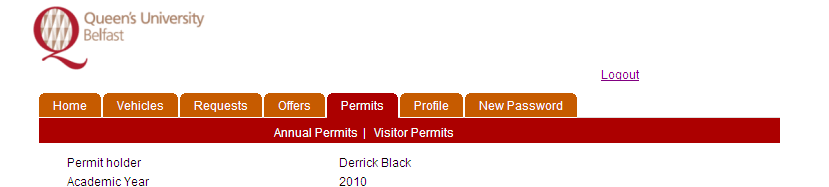 Queen's University
Belfast
Logout
Home Vehicles Requests Offers Permits Profile New Password
Annual Permits | Visitor Permits
Permit holder Derrick Black
Academic Year 2010